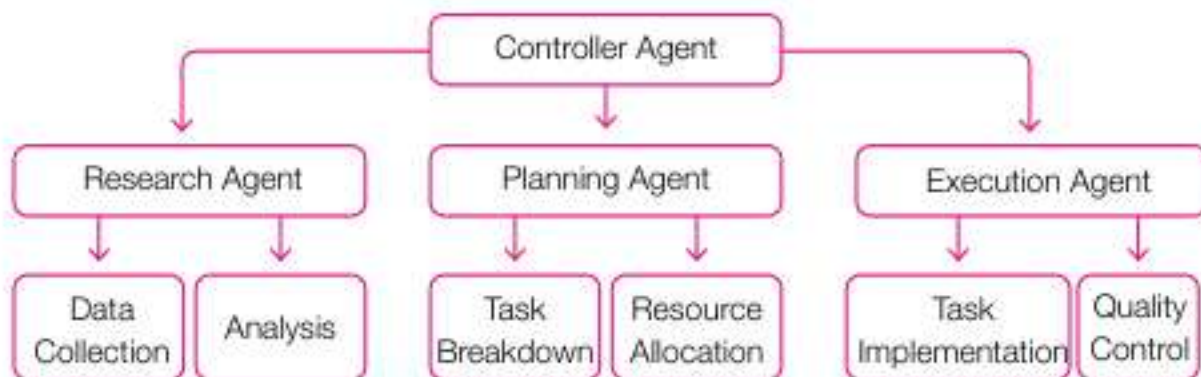 Controller Agent
Research Agent
Planning Agent
Execution Agent
Data
Collection
Analysis
Task
Breakdown
Resource
Allocation
Task
Implementation
Quality
Control